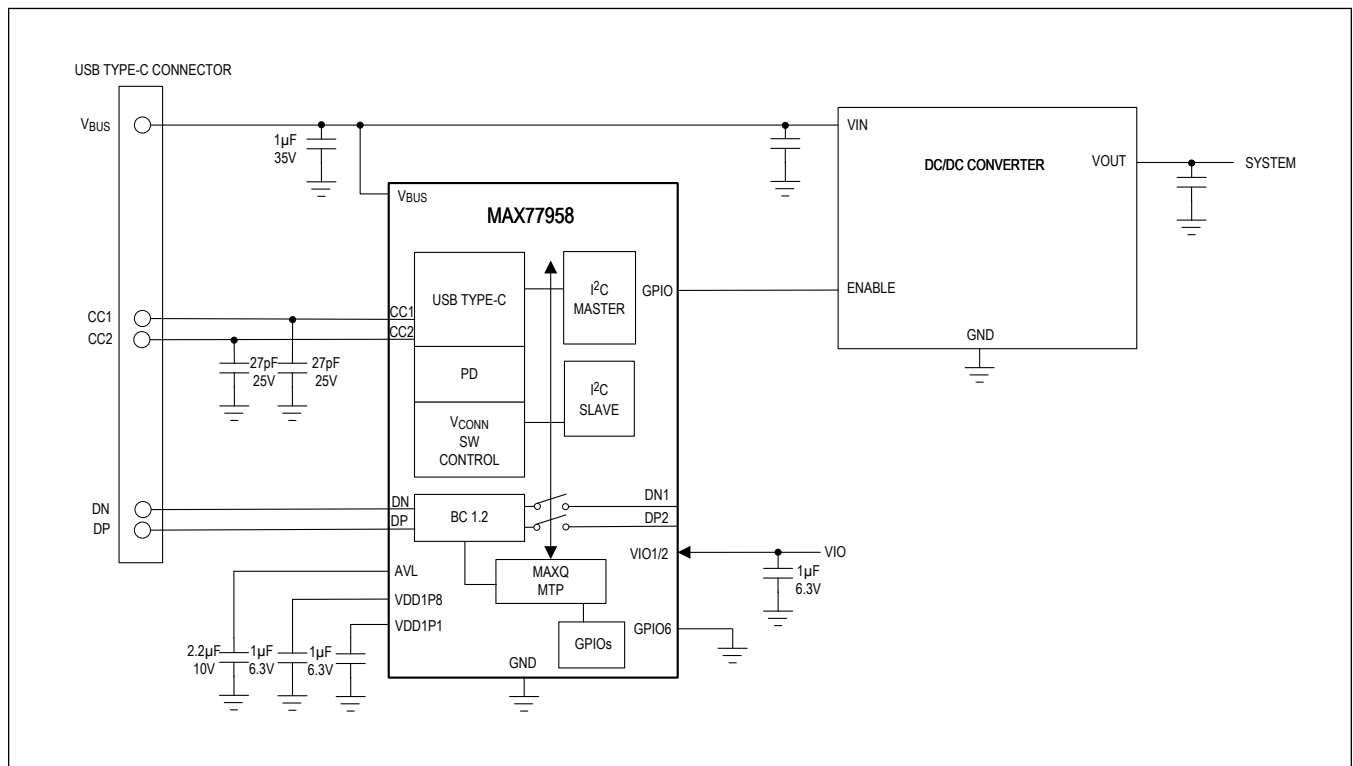 USB TYPE-C CONNECTOR
VBUS
1µF
35V
VIN
DC/DC CONVERTER
VOUT
SYSTEM
VBUS
MAX77958
USB TYPE-C
I2C
MASTER
GPIO
ENABLE
GND
CC1
CC2
CC1
CC2
27pF
25V
27pF
25V
PD
I2C
SLAVE
VCONN
SW
CONTROL
DN
DP
DN
DP
BC 1.2
DN1
DP2
VIO1/2
VIO
1µF
6.3V
AVL
VDD1P8
VDD1P1
MAXQ
MTP
GPIO6
GPIOs
2.2µF
10V
1µF
6.3V
1µF
6.3V
GND